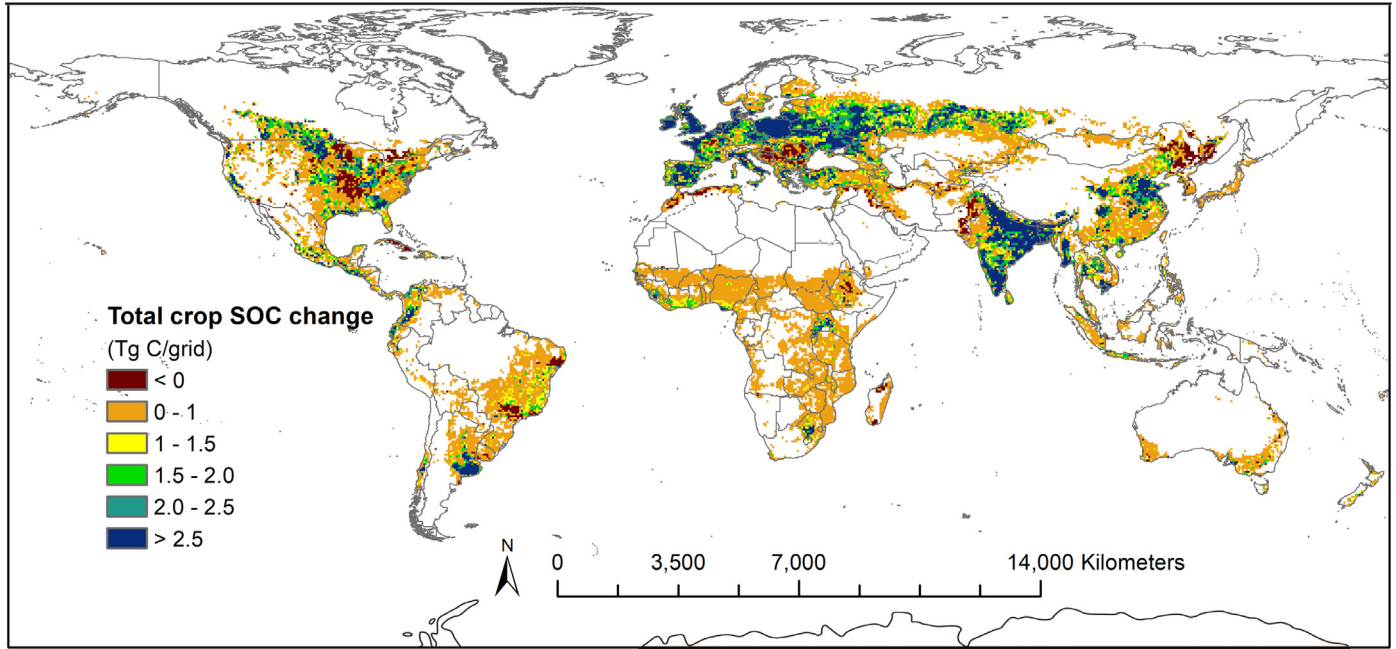 Total crop SOC change
(Tg C/grid)
< 0
0 - 1
1 - 1.5
1.5 - 2.0
2.0 - 2.5
> 2.5
N
0 3,500 7,000 14,000 Kilometers